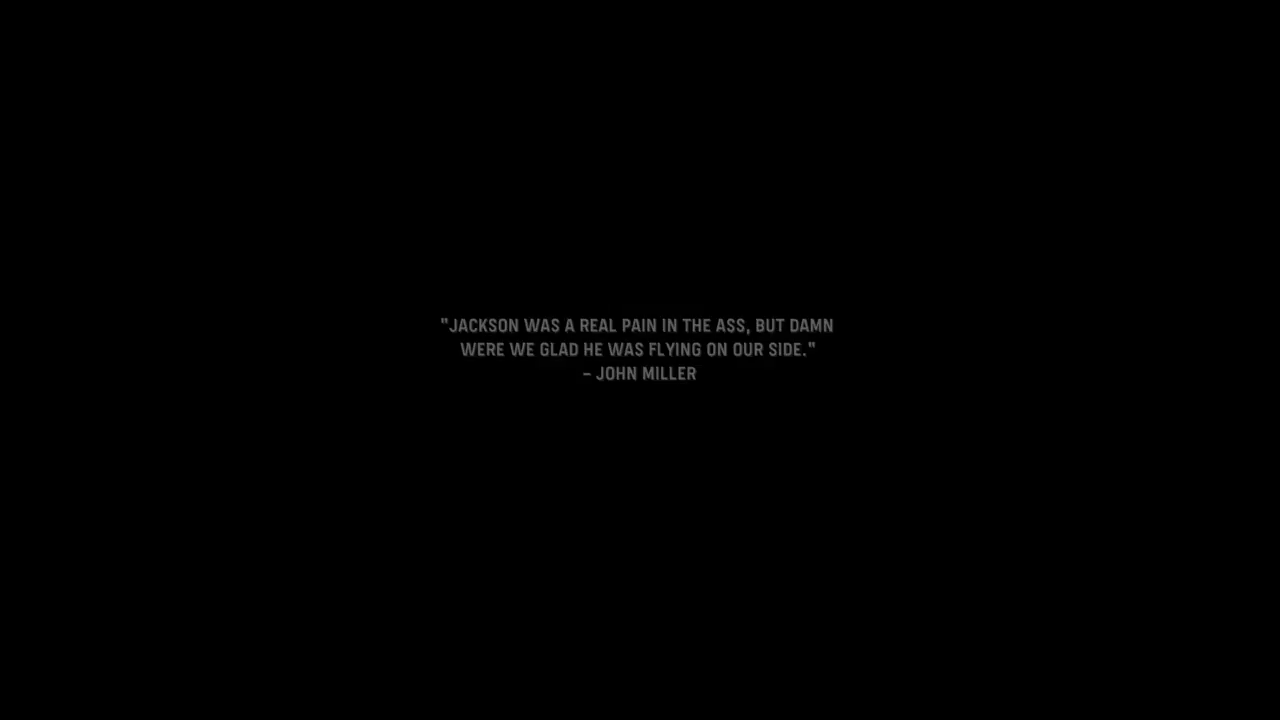 "JACKSON WAS A REAL PAIN IN THE ASS, BUT DAMN
WERE WE GLAD HE WAS FLYING ON OUR SIDE."
– JOHN MILLER